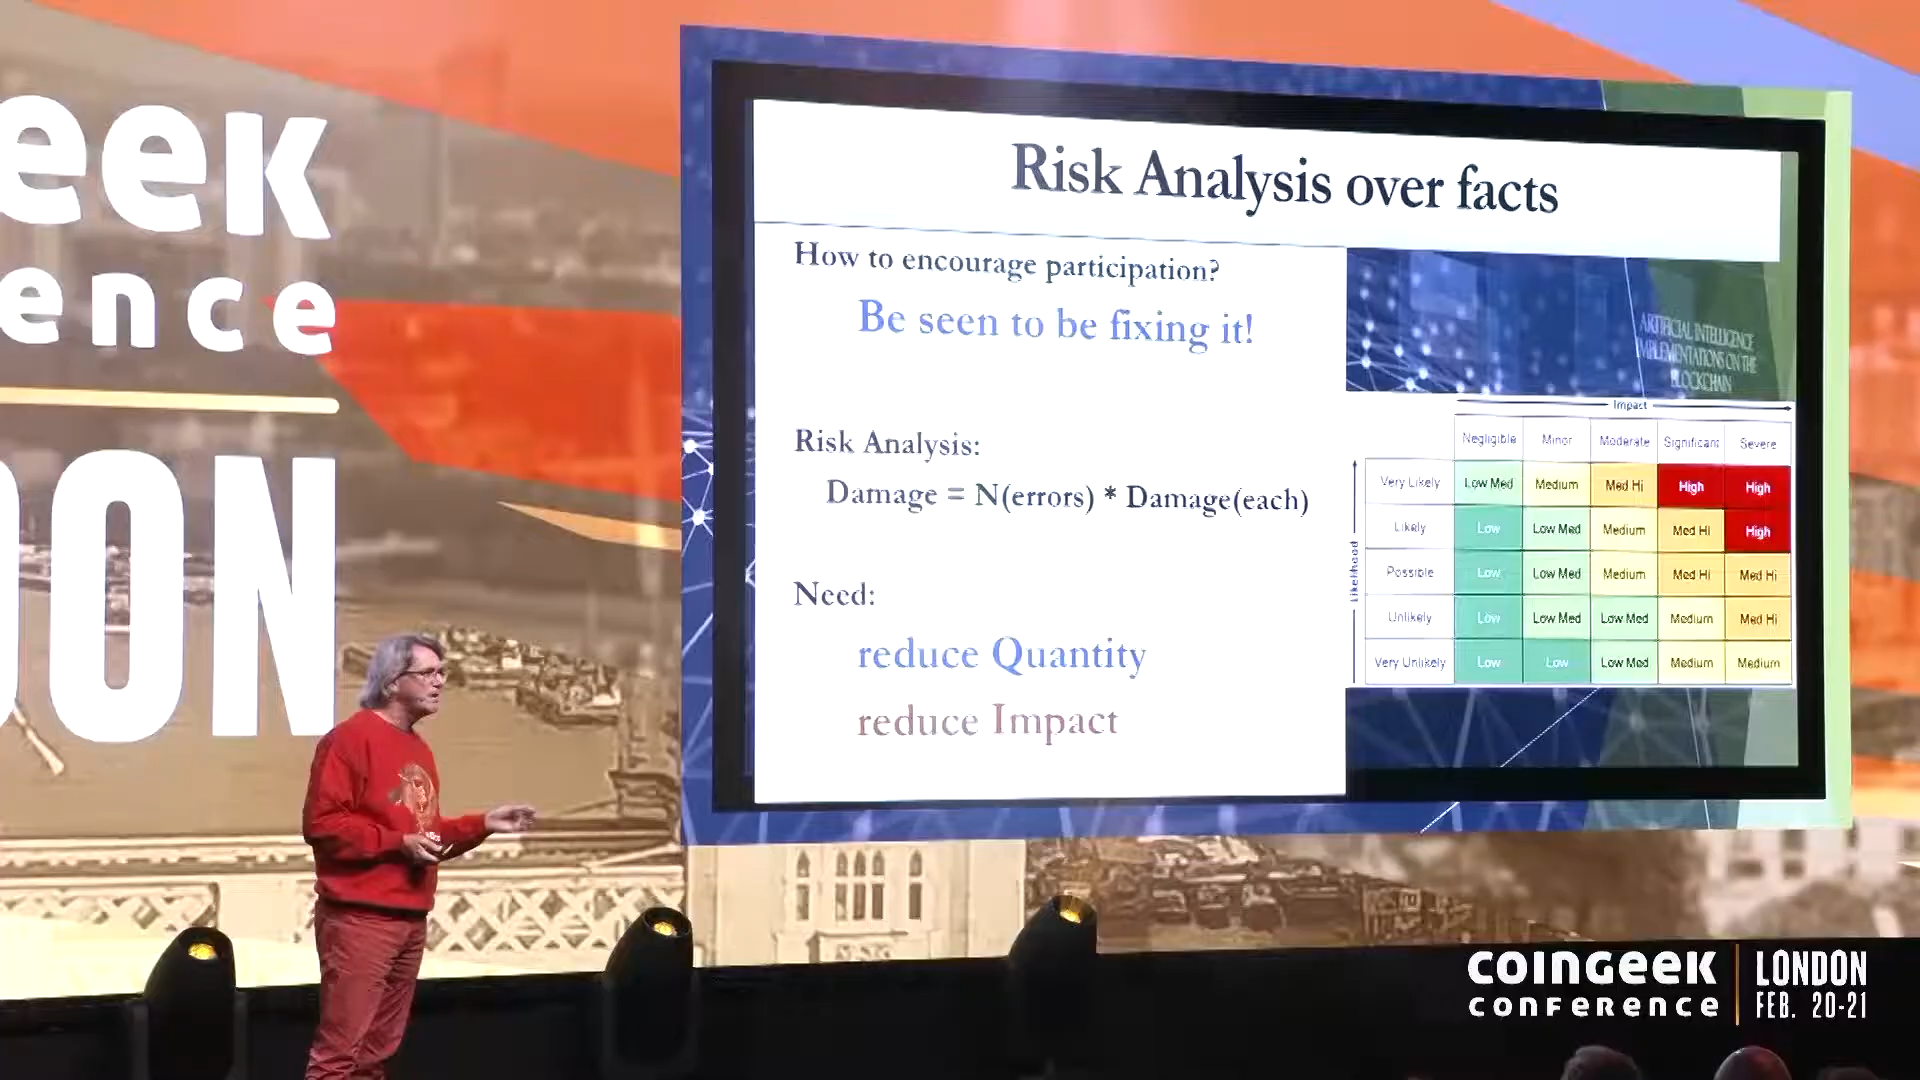 eek
ence
DON
Risk Analysis over facts
How to encourage participation?
Be seen to be fixing it!
Risk Analysis:
Damage = N(errors) * Damage(each)
Need:
reduce Quantity
reduce Impact
ARTIFICIAL INTELLIGENCE
IMPLEMENTATIONS ON THE
BLOCKCHAIN
Impact
Negligible Minor Moderate Significant Severe
Likelihood
Very Likely Low Med Medium Med Hi High High
Likely Low Low Med Medium Med Hi High
Possible Low Low Med Medium Med Hi Med Hi
Unlikely Low Low Med Low Med Medium Med Hi
Very Unlikely Low Low Low Med Medium Medium
COINGEEK
CONFERENCE
LONDON
FEB. 20-21